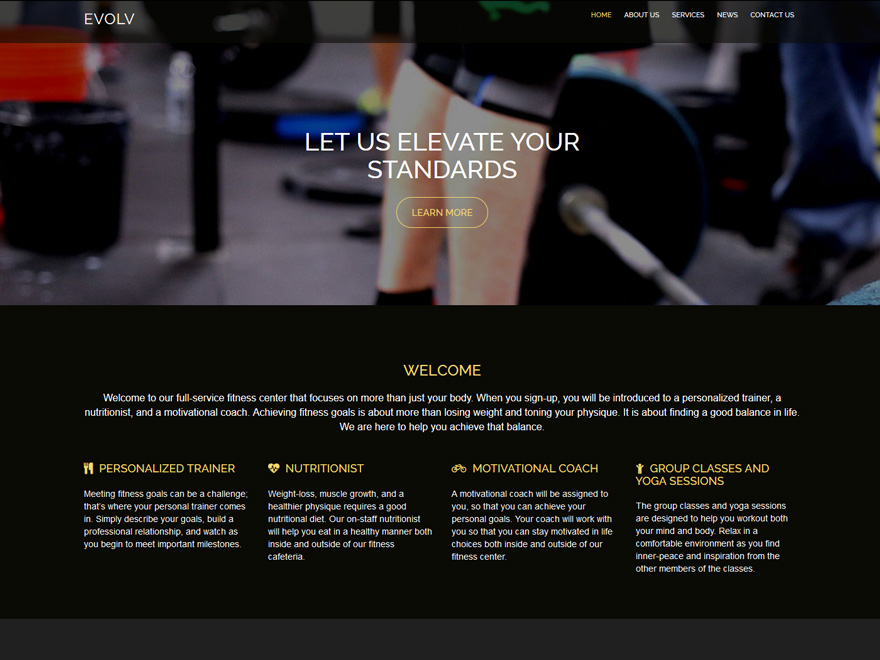 EVOLV
HOME ABOUT US SERVICES NEWS CONTACT US
LET US ELEVATE YOUR
STANDARDS
LEARN MORE
WELCOME
Welcome to our full-service fitness center that focuses on more than just your body. When you sign-up, you will be introduced to a personalized trainer, a
nutritionist, and a motivational coach. Achieving fitness goals is about more than losing weight and toning your physique. It is about finding a good balance in life.
We are here to help you achieve that balance.
PERSONALIZED TRAINER
Meeting fitness goals can be a challenge;
that's where your personal trainer comes
in. Simply describe your goals, build a
professional relationship, and watch as
you begin to meet important milestones.
NUTRITIONIST
Weight-loss, muscle growth, and a
healthier physique requires a good
nutritional diet. Our on-staff nutritionist
will help you eat in a healthy manner both
inside and outside of our fitness
cafeteria.
MOTIVATIONAL COACH
A motivational coach will be assigned to
you, so that you can achieve your
personal goals. Your coach will work with
you so that you can stay motivated in life
choices both inside and outside of our
fitness center.
GROUP CLASSES AND
YOGA SESSIONS
The group classes and yoga sessions
are designed to help you workout both
your mind and body. Relax in a
comfortable environment as you find
inner-peace and inspiration from the
other members of the classes.